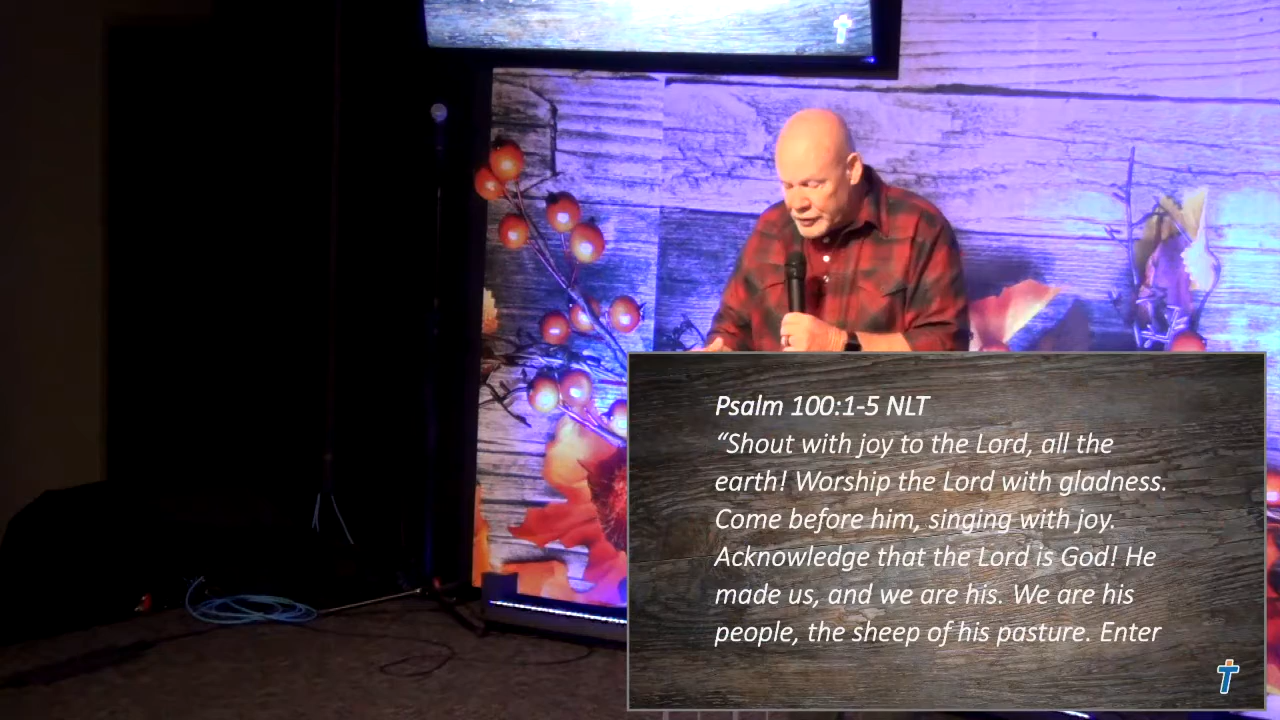 Psalm 100:1-5 NLT
“Shout with joy to the Lord, all the
earth! Worship the Lord with gladness.
Come before him, singing with joy.
Acknowledge that the Lord is God! He
made us, and we are his. We are his
people, the sheep of his pasture. Enter